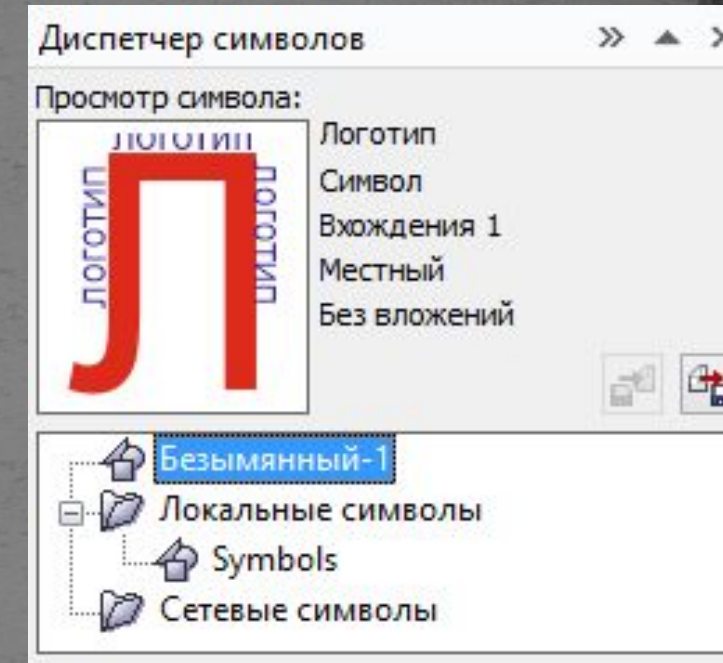 Диспетчер символов
Просмотр символа:
ЛОГОТИП
ЛОГОТИП
Л
ЛОГОТИП
Логотип
Символ
Вхождения 1
Местный
Без вложений
Безымянный-1
Локальные символы
Symbols
Сетевые символы